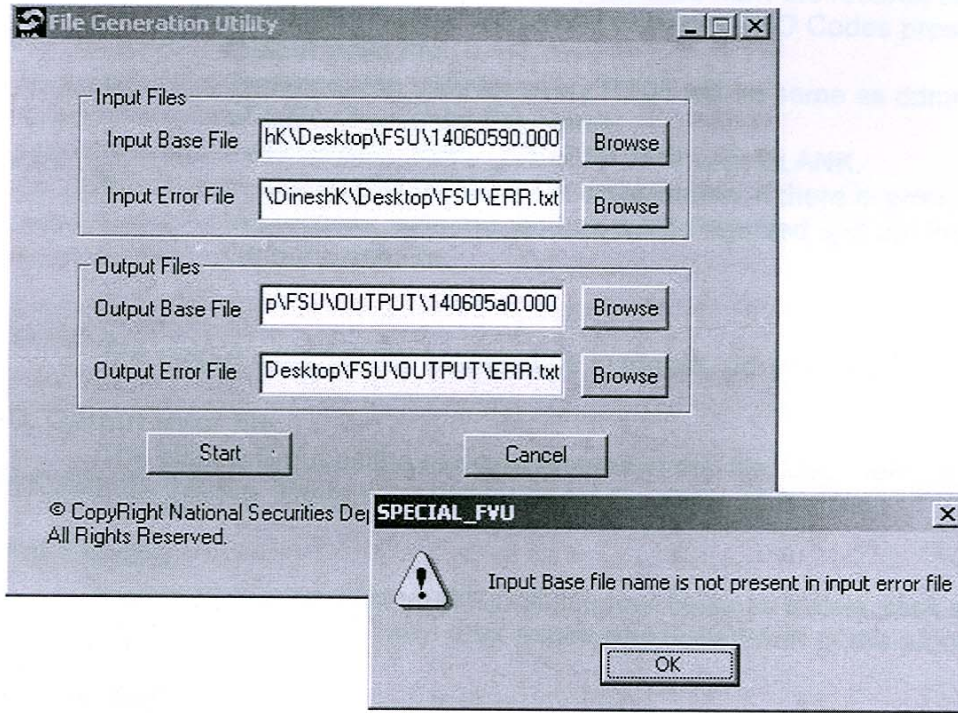 File Generation Utility
Input Files
Input Base File hK\Desktop\FSU\14060590.000 Browse
Input Error File \DineshK\Desktop\FSU\ERR.txt Browse
Output Files
Output Base File p\FSU\OUTPUT\140605a0.000 Browse
Output Error File Desktop\FSU\OUTPUT\ERR.txt Browse
Start Cancel
© CopyRight National Securities Dep
All Rights Reserved.
SPECIAL_FVU
Input Base file name is not present in input error file
OK